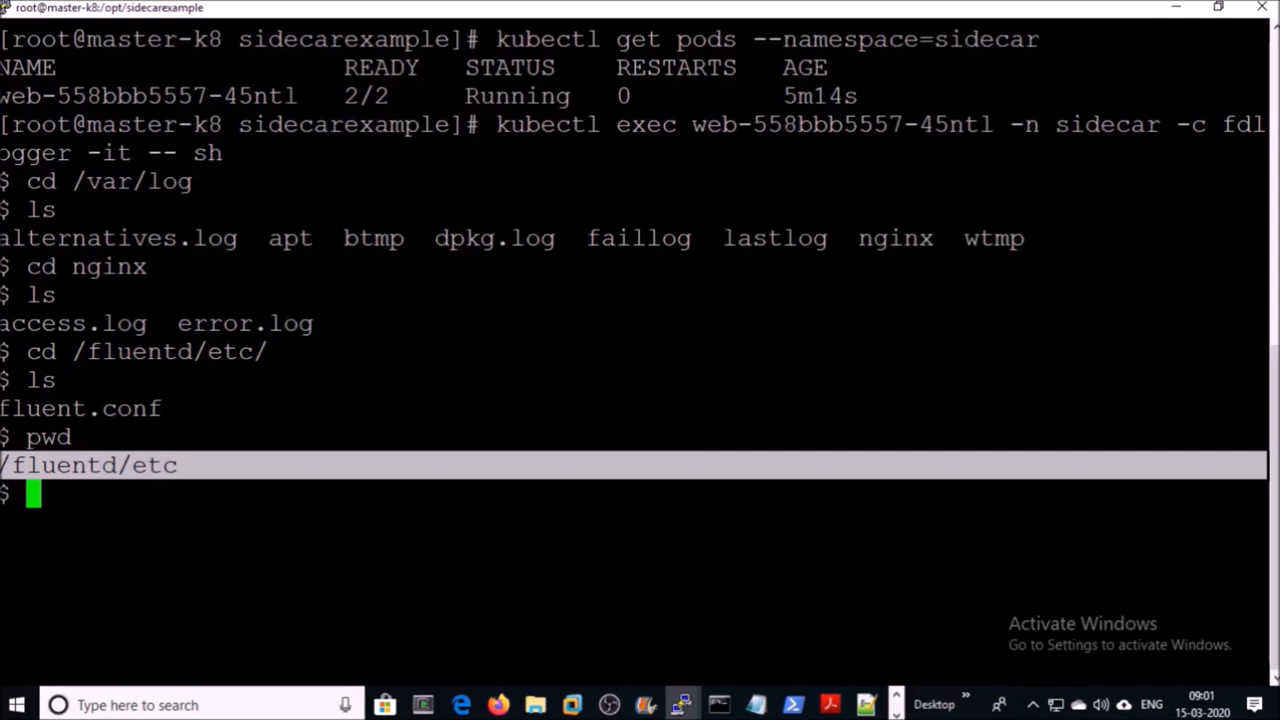 root@master-k8:/opt/sidecarexample
[root@master-k8 sidecarexample]# kubectl get pods --namespace=sidecar
NAME READY STATUS RESTARTS AGE
web-558bbb5557-45ntl 2/2 Running 0 5m14s
[root@master-k8 sidecarexample]# kubectl exec web-558bbb5557-45ntl -n sidecar -c fdl
ogger -it -- sh
$ cd /var/log
$ ls
alternatives.log apt btmp dpkg.log faillog lastlog nginx wtmp
$ cd nginx
$ ls
access.log error.log
$ cd /fluentd/etc/
$ ls
fluent.conf
$ pwd
/fluentd/etc
$
Activate Windows
Go to Settings to activate Windows.
Type here to search
Desktop
ENG
09:01
15-03-2020